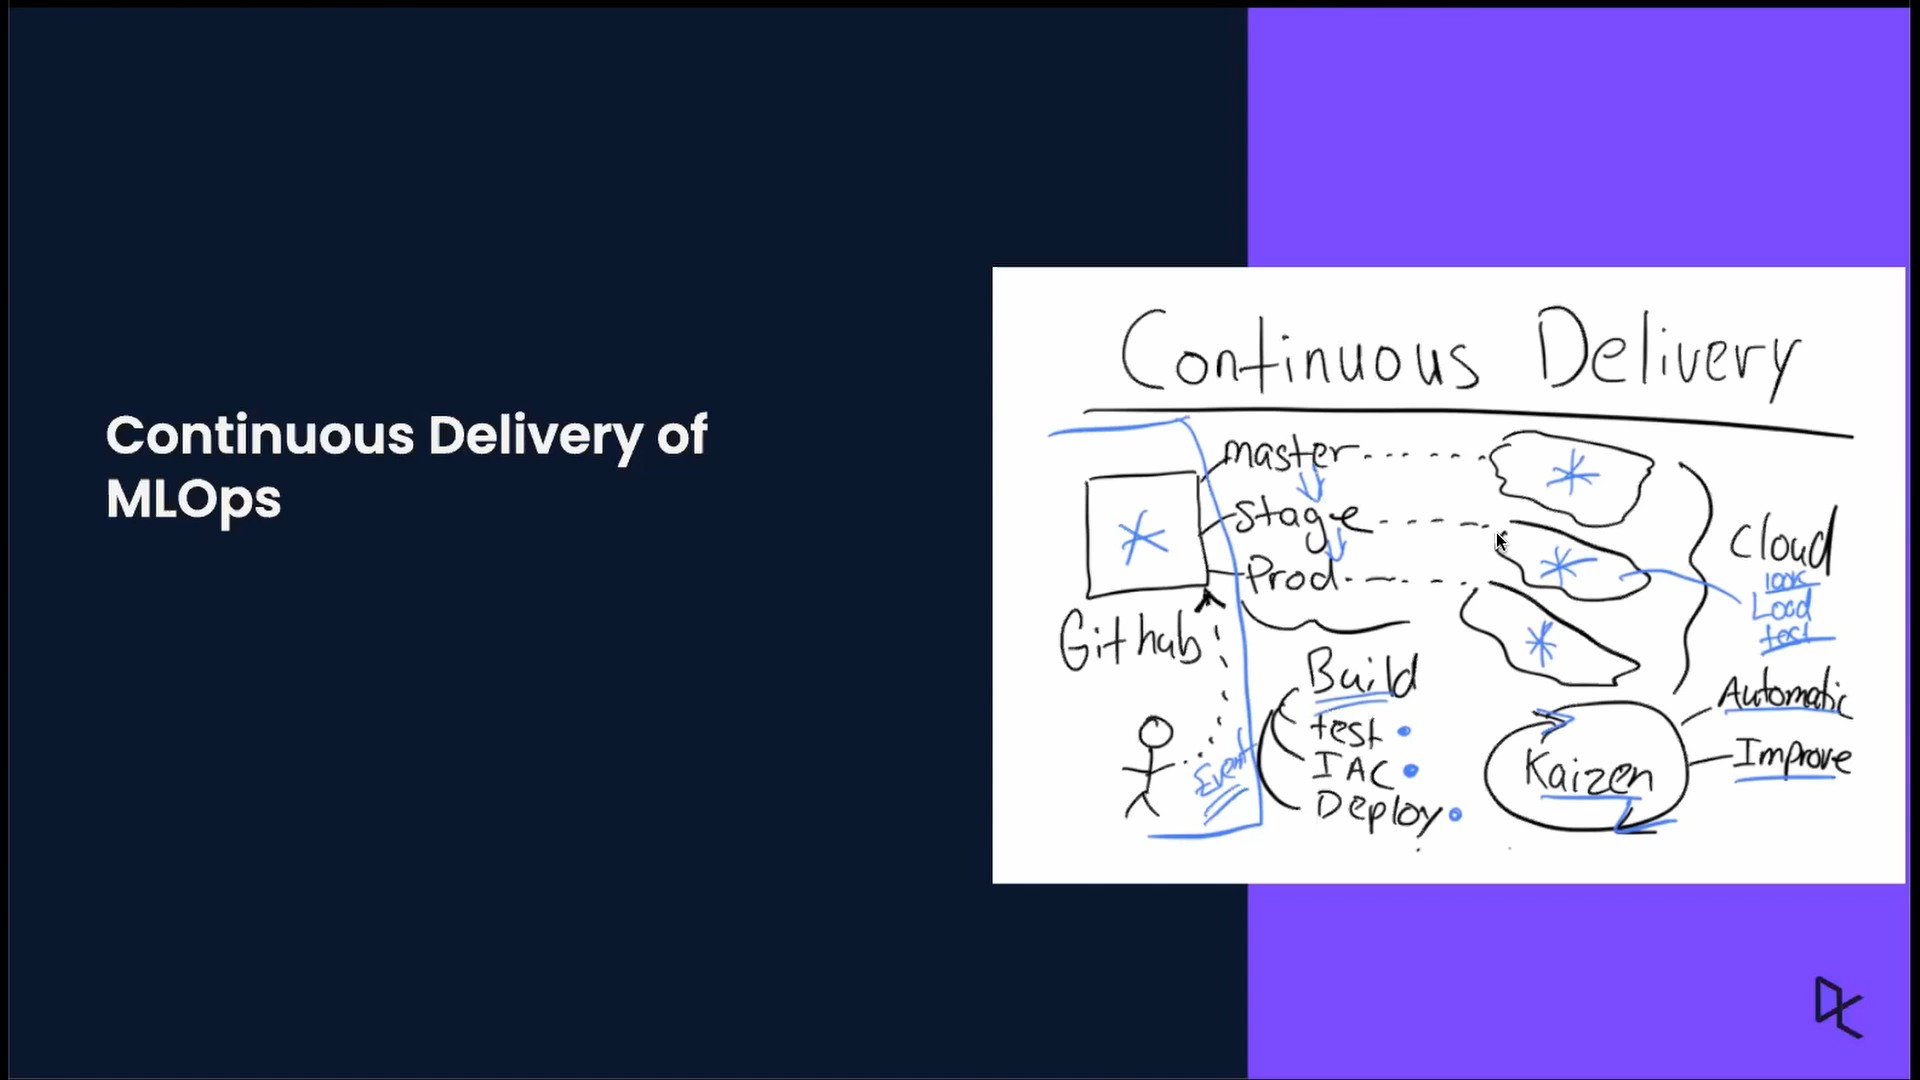 Continuous Delivery of
MLOps
Continuous Delivery
master
Stage
Prod
Github
Event
Build
test
IAC
Deploy
Cloud
100K
Load
test
Kaizen
Automatic
Improve